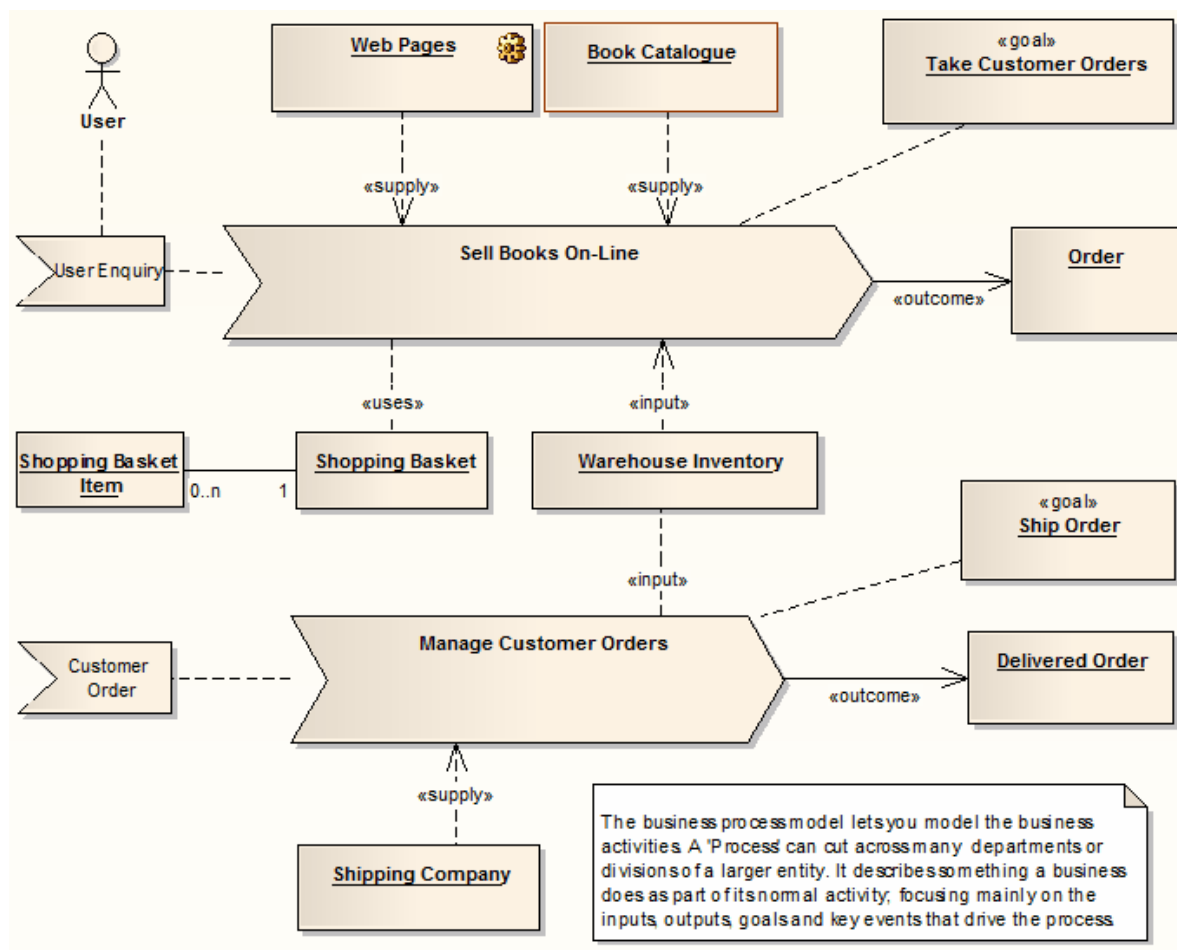 Web Pages
Book Catalogue
«goal»
Take Customer Orders
User
«supply»
«supply»
User Enquiry
Sell Books On-Line
Order
«outcome»
«uses»
«input»
Shopping Basket
Item
0..n
1
Shopping Basket
Warehouse Inventory
«goal»
Ship Order
«input»
Customer
Order
Manage Customer Orders
Delivered Order
«outcome»
«supply»
Shipping Company
The business process model lets you model the business
activities. A 'Process' can cut across many departments or
divisions of a larger entity. It describes something a business
does as part of its normal activity; focusing mainly on the
inputs, outputs, goals and key events that drive the process.